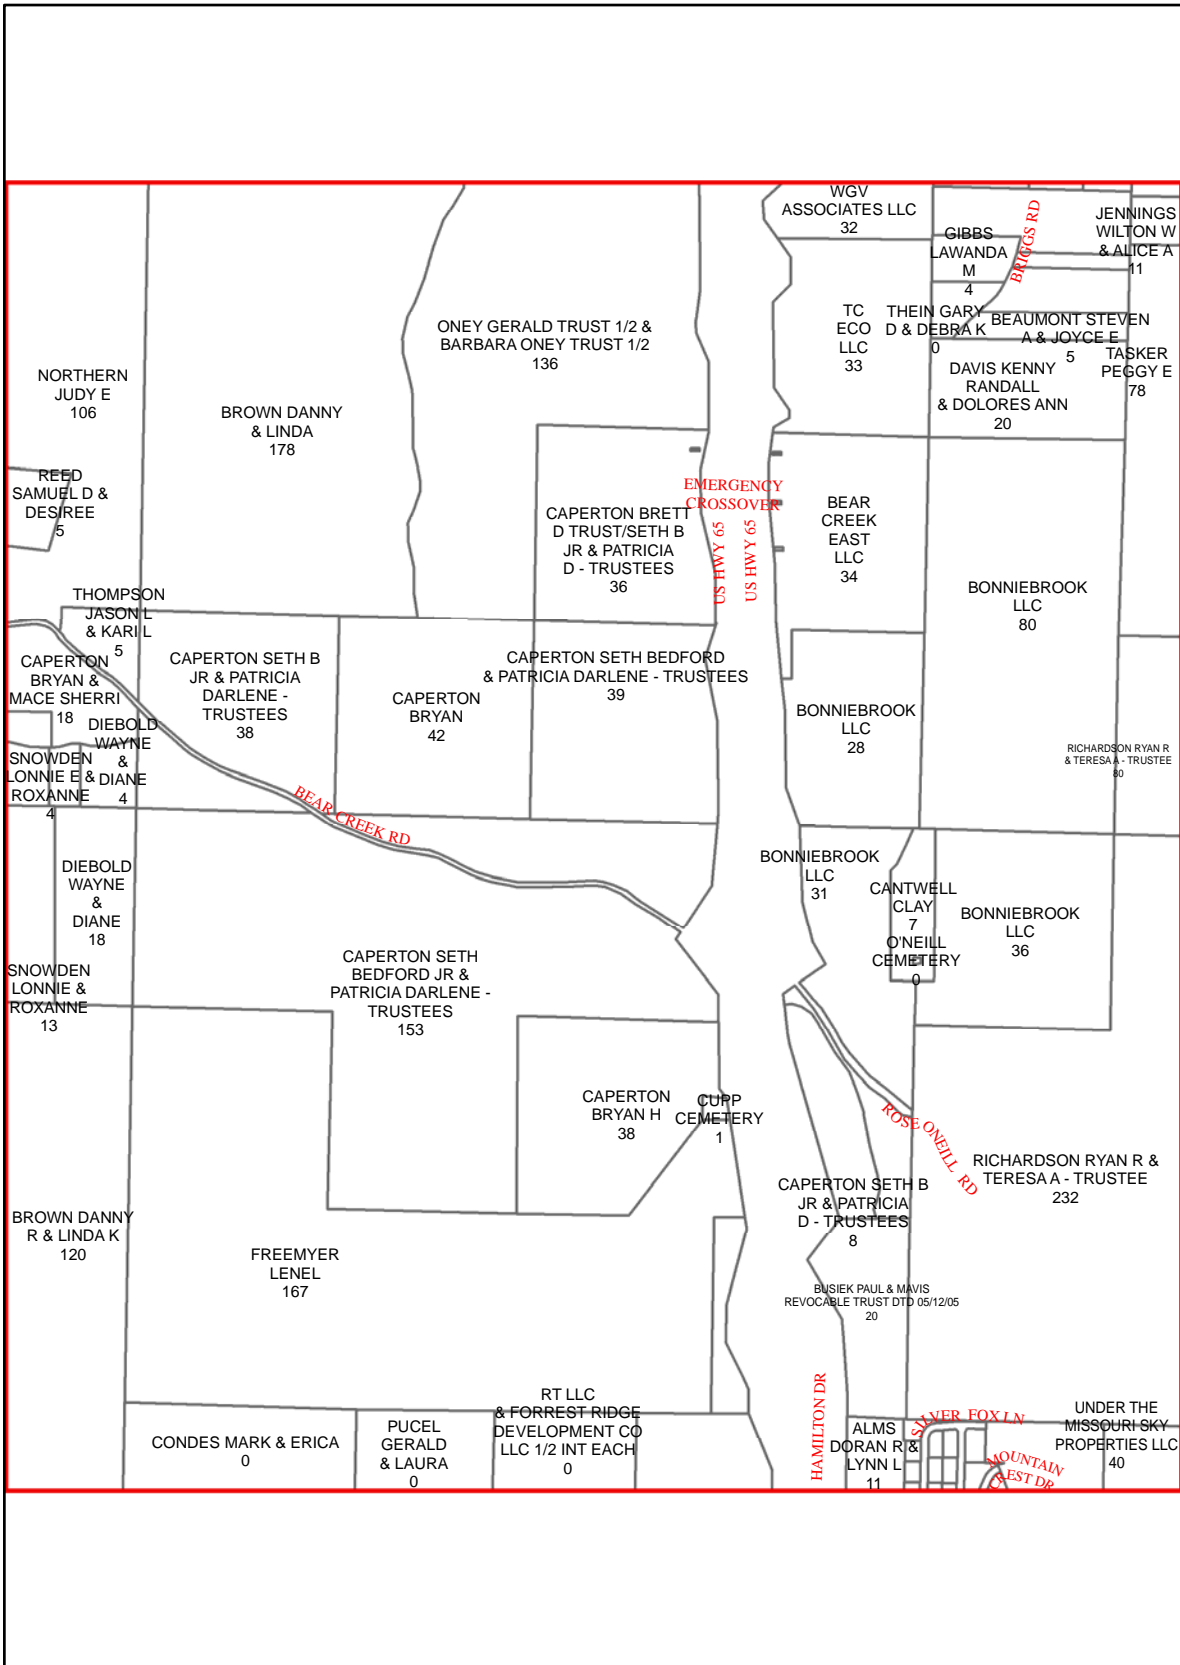 WGV
ASSOCIATES LLC
32
GIBBS
LAWANDA
M
4
BRIGGS RD
JENNINGS
WILTON W
& ALICE A
11
ONEY GERALD TRUST 1/2 &
BARBARA ONEY TRUST 1/2
136
TC
ECO
LLC
33
THEIN GARY
D & DEBRA K
0
BEAUMONT STEVEN
A & JOYCE E
5
TASKER
PEGGY E
78
DAVIS KENNY
RANDALL
& DOLORES ANN
20
NORTHERN
JUDY E
106
BROWN DANNY
& LINDA
178
REED
SAMUEL D &
DESIREE
5
EMERGENCY
CROSSOVER
US HWY 65
US HWY 65
CAPERTON BRETT
D TRUST/SETH B
JR & PATRICIA
D - TRUSTEES
36
BEAR
CREEK
EAST
LLC
34
BONNIEBROOK
LLC
80
THOMPSON
JASON L
& KARI L
5
CAPERTON
BRYAN &
MACE SHERRI
18
CAPERTON SETH B
JR & PATRICIA
DARLENE -
TRUSTEES
38
CAPERTON
BRYAN
42
CAPERTON SETH BEDFORD
& PATRICIA DARLENE - TRUSTEES
39
BONNIEBROOK
LLC
28
RICHARDSON RYAN R
& TERESA A - TRUSTEE
80
DIEBOLD
WAYNE
&
DIANE
4
SNOWDEN
LONNIE E &
ROXANNE
4
BEAR CREEK RD
DIEBOLD
WAYNE
&
DIANE
18
BONNIEBROOK
LLC
31
CANTWELL
CLAY
7
O'NEILL
CEMETERY
0
BONNIEBROOK
LLC
36
SNOWDEN
LONNIE &
ROXANNE
13
CAPERTON SETH
BEDFORD JR &
PATRICIA DARLENE -
TRUSTEES
153
CAPERTON
BRYAN H
38
CUPP
CEMETERY
1
ROSE ONEILL RD
RICHARDSON RYAN R &
TERESA A - TRUSTEE
232
CAPERTON SETH B
JR & PATRICIA
D - TRUSTEES
8
BROWN DANNY
R & LINDA K
120
FREEMYER
LENEL
167
BUSIEK PAUL & MAVIS
REVOCABLE TRUST DTD 05/12/05
20
HAMILTON DR
CONDES MARK & ERICA
0
PUCEL
GERALD
& LAURA
0
RT LLC
& FORREST RIDGE
DEVELOPMENT CO
LLC 1/2 INT EACH
0
ALMS
DORAN R &
LYNN L
11
SILVER FOX LN
MOUNTAIN
CREST DR
UNDER THE
MISSOURI SKY
PROPERTIES LLC
40